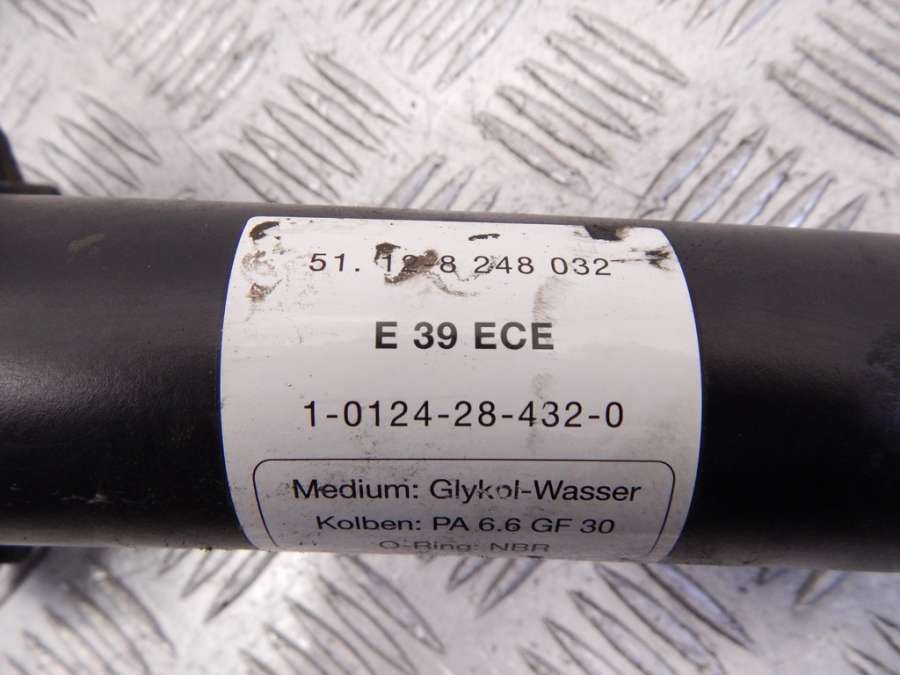 51. 12-8 248 032
E 39 ECE
1-0124-28-432-0
Medium: Glykol-Wasser
Kolben: PA 6.6 GF 30
O-Ring: NBR